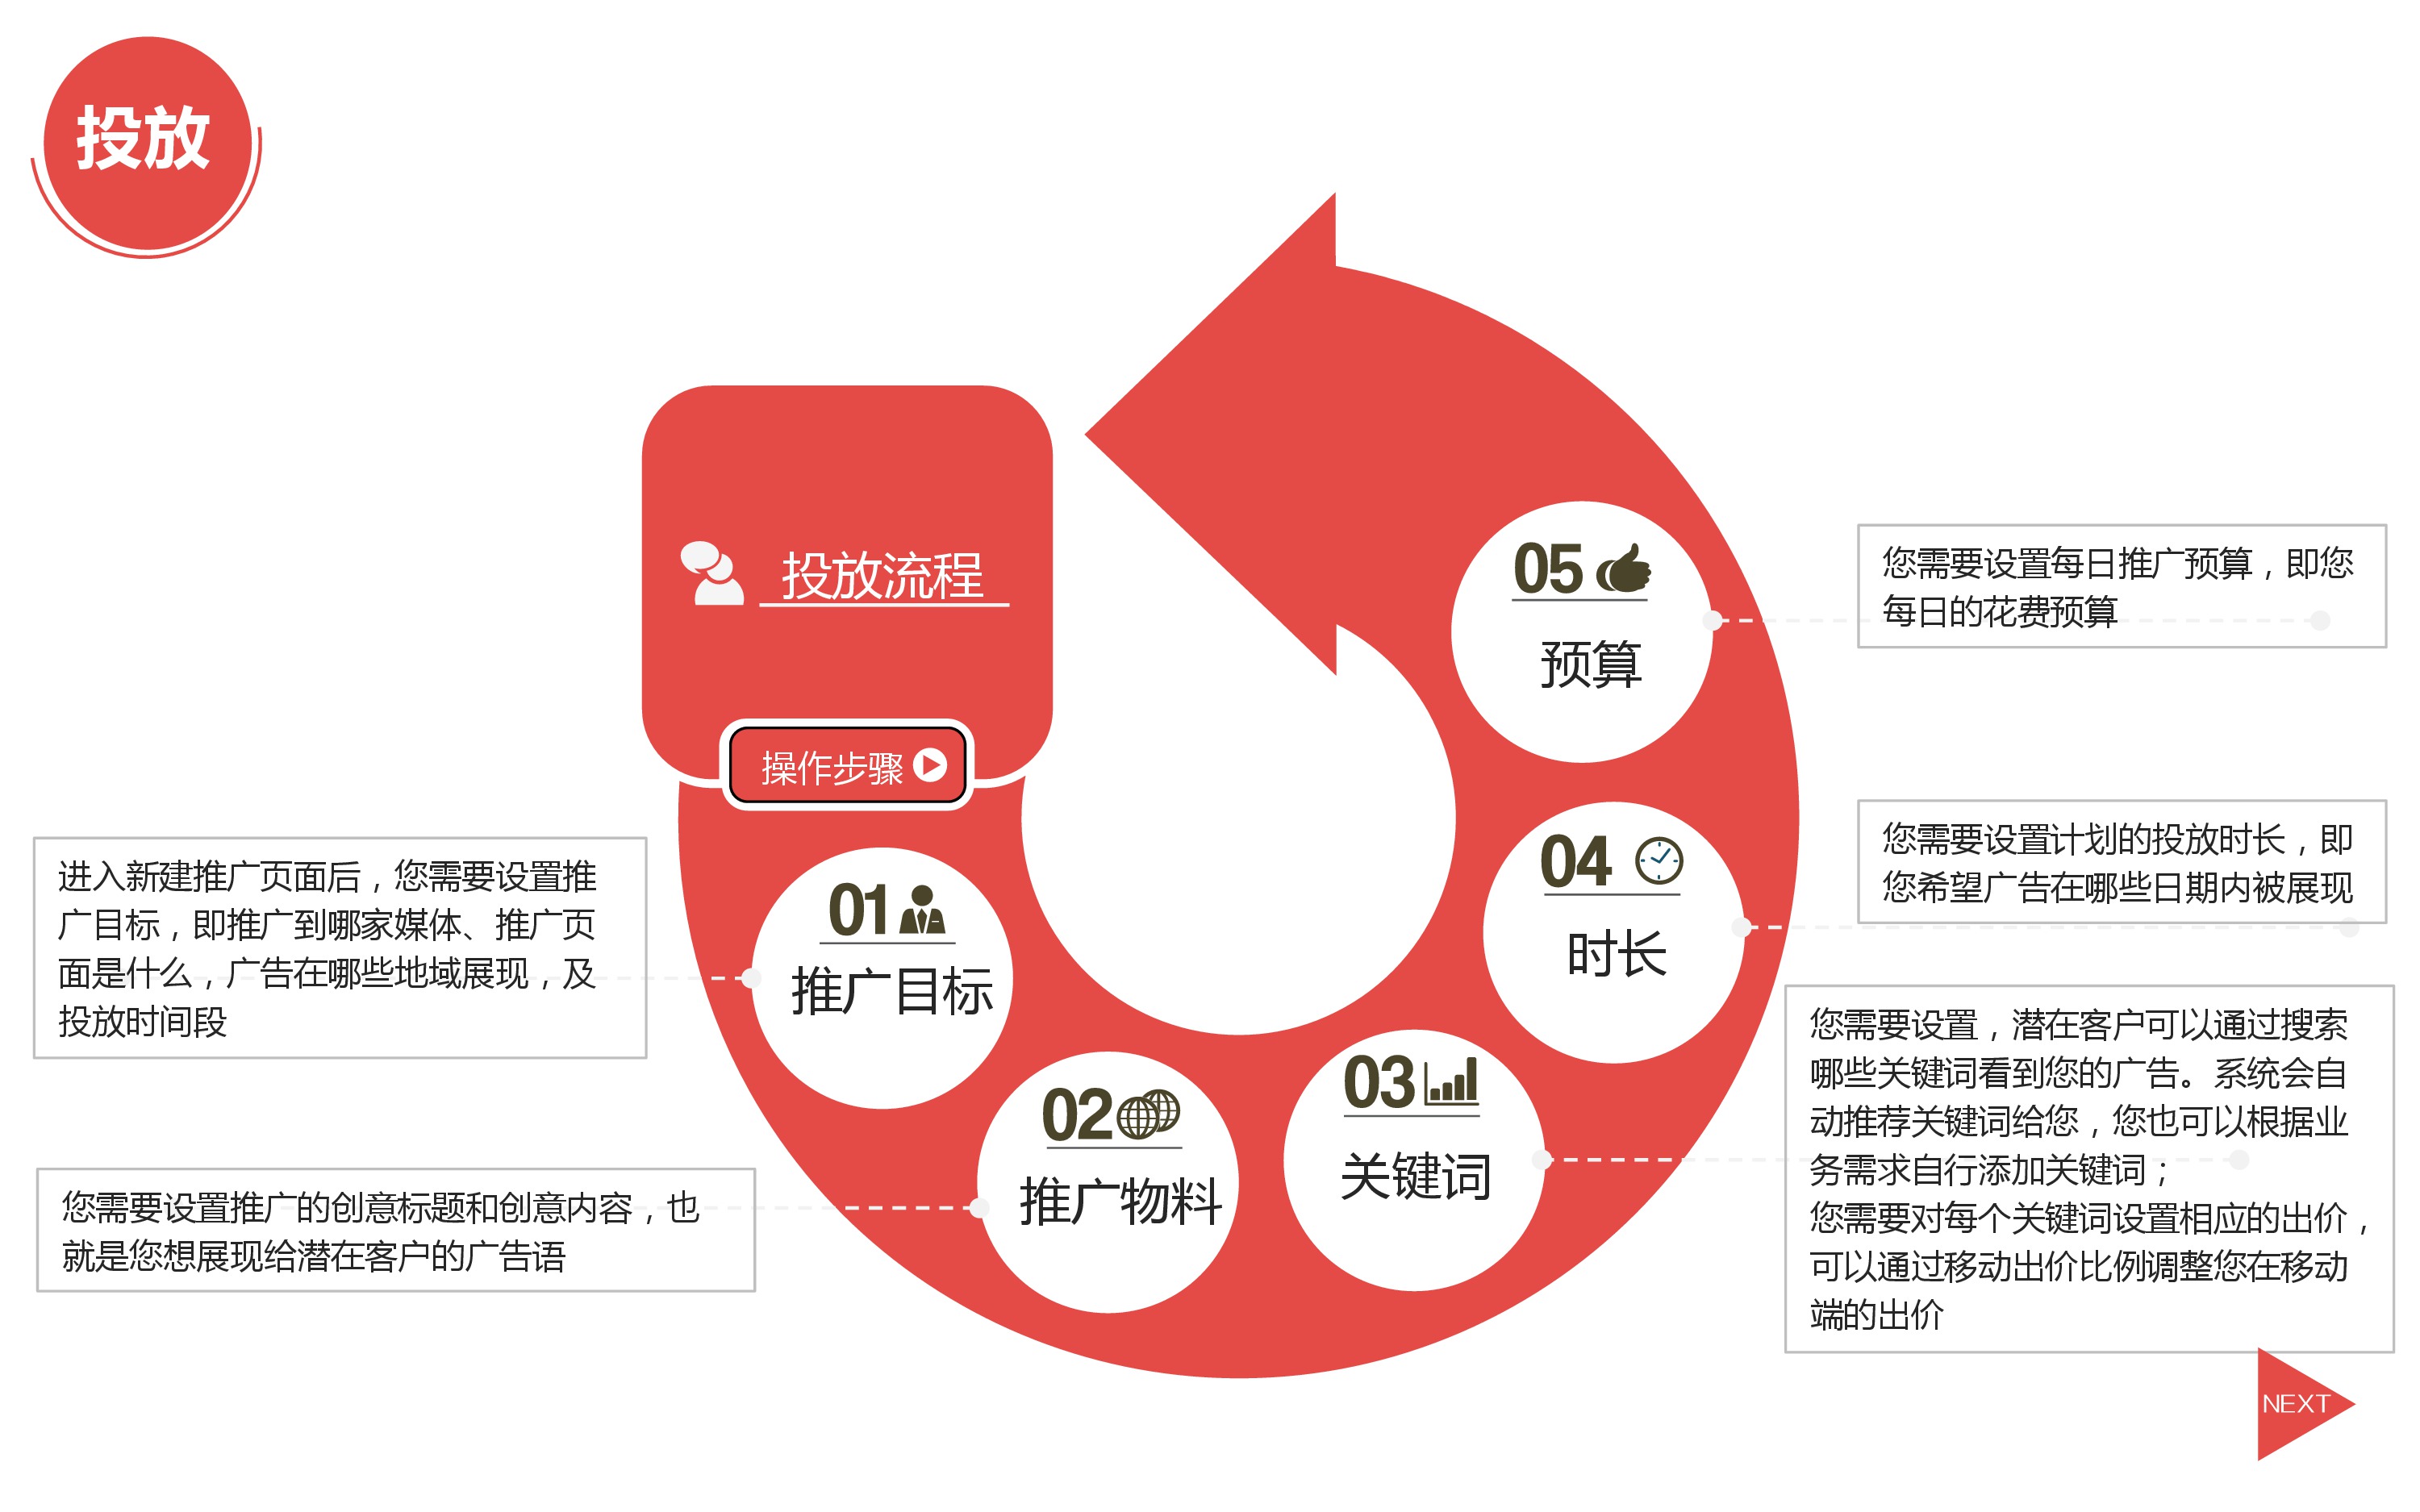 投放
投放流程
操作步骤
01
推广目标
进入新建推广页面后，您需要设置推
广目标，即推广到哪家媒体、推广页
面是什么，广告在哪些地域展现，及
投放时间段
02
推广物料
您需要设置推广的创意标题和创意内容，也
就是您想展现给潜在客户的广告语
03
关键词
您需要设置，潜在客户可以通过搜索
哪些关键词看到您的广告。系统会自
动推荐关键词给您，您也可以根据业
务需求自行添加关键词；
您需要对每个关键词设置相应的出价，
可以通过移动出价比例调整您在移动
端的出价
04
时长
您需要设置计划的投放时长，即
您希望广告在哪些日期内被展现
05
预算
您需要设置每日推广预算，即您
每日的花费预算
NEXT